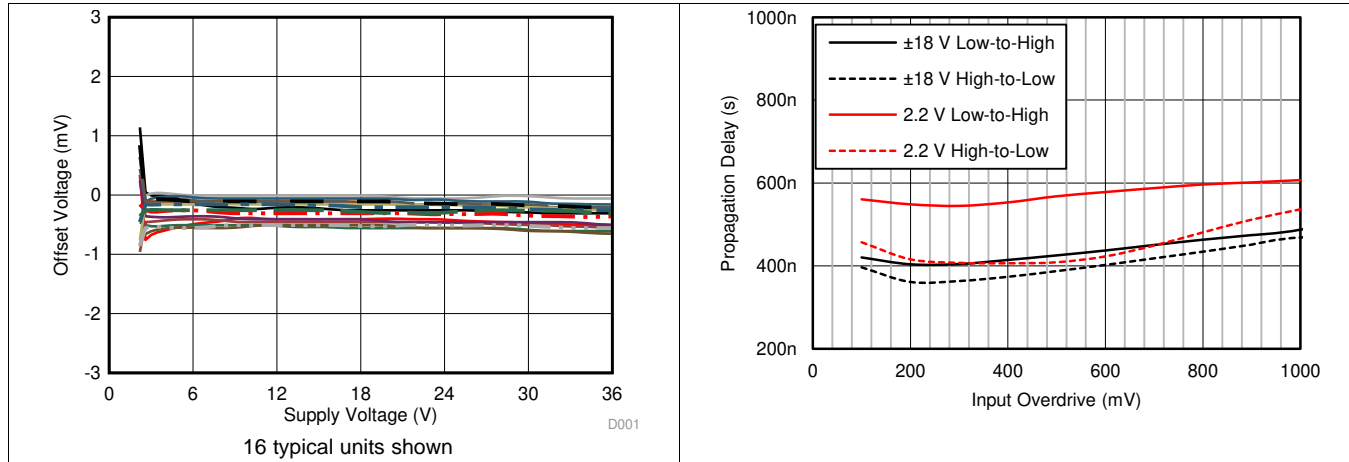 3
2
1
0
-1
-2
-3
Offset Voltage (mV)
0 6 12 18 24 30 36
Supply Voltage (V)
D001
16 typical units shown
1000n
800n
600n
400n
200n
Propagation Delay (s)
±18 V Low-to-High
±18 V High-to-Low
2.2 V Low-to-High
2.2 V High-to-Low
0 200 400 600 800 1000
Input Overdrive (mV)